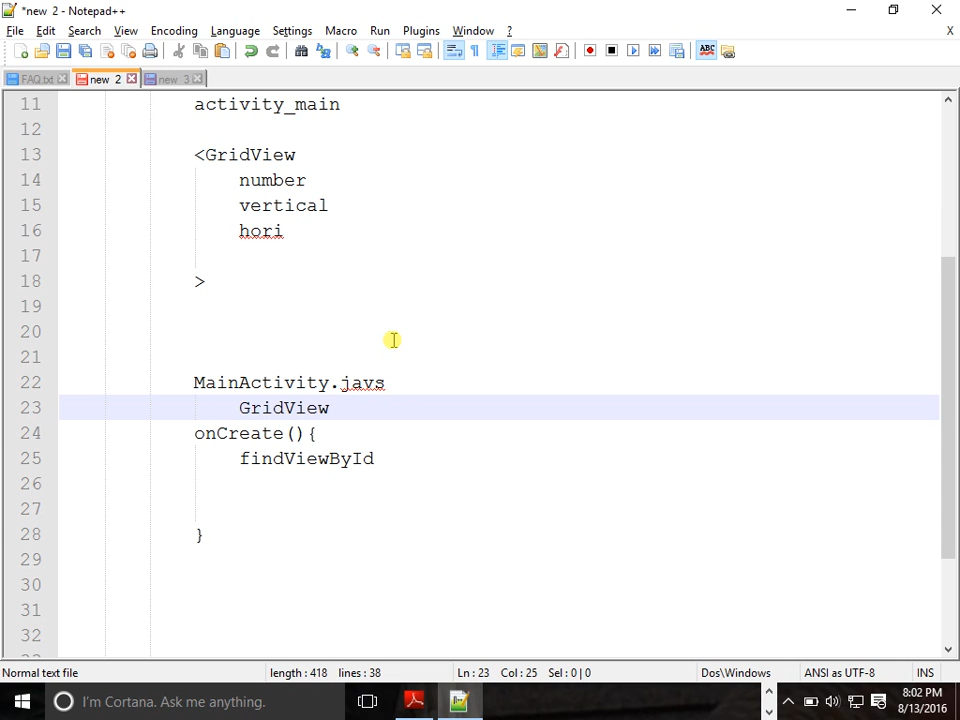 *new 2 - Notepad++
File Edit Search View Encoding Language Settings Macro Run Plugins Window ? X
FAQ.txt new 2 new 3
11 activity_main
12
13 <GridView
14 number
15 vertical
16 hori
17
18 >
19
20
21
22 MainActivity.javs
23 GridView
24 onCreate(){
25 findViewById
26
27
28 }
29
30
31
32
Normal text file length : 418 lines : 38 Ln : 23 Col : 25 Sel : 0 | 0 Dos\Windows ANSI as UTF-8 INS
I'm Cortana. Ask me anything. 8:02 PM
8/13/2016